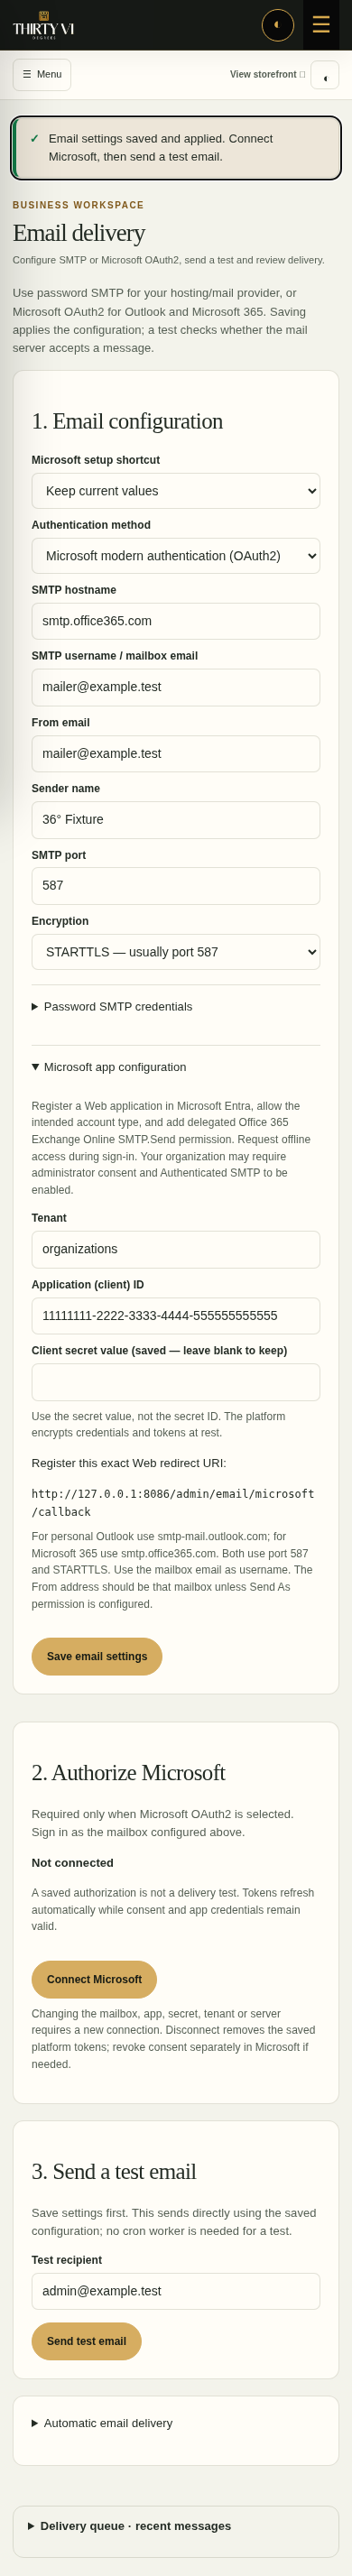 THIRTY VI
☰ Menu
View storefront
✓ Email settings saved and applied. Connect
Microsoft, then send a test email.
BUSINESS WORKSPACE
Email delivery
Configure SMTP or Microsoft OAuth2, send a test and review delivery.
Use password SMTP for your hosting/mail provider, or
Microsoft OAuth2 for Outlook and Microsoft 365. Saving
applies the configuration; a test checks whether the mail
server accepts a message.
1. Email configuration
Microsoft setup shortcut
Keep current values
Authentication method
Microsoft modern authentication (OAuth2)
SMTP hostname
smtp.office365.com
SMTP username / mailbox email
mailer@example.test
From email
mailer@example.test
Sender name
36° Fixture
SMTP port
587
Encryption
STARTTLS — usually port 587
Password SMTP credentials
Microsoft app configuration
Register a Web application in Microsoft Entra, allow the
intended account type, and add delegated Office 365
Exchange Online SMTP.Send permission. Request offline
access during sign-in. Your organization may require
administrator consent and Authenticated SMTP to be
enabled.
Tenant
organizations
Application (client) ID
11111111-2222-3333-4444-555555555555
Client secret value (saved — leave blank to keep)
Use the secret value, not the secret ID. The platform
encrypts credentials and tokens at rest.
Register this exact Web redirect URI:
http://127.0.0.1:8086/admin/email/microsoft
/callback
For personal Outlook use smtp-mail.outlook.com; for
Microsoft 365 use smtp.office365.com. Both use port 587
and STARTTLS. Use the mailbox email as username. The
From address should be that mailbox unless Send As
permission is configured.
Save email settings
2. Authorize Microsoft
Required only when Microsoft OAuth2 is selected.
Sign in as the mailbox configured above.
Not connected
A saved authorization is not a delivery test. Tokens refresh
automatically while consent and app credentials remain
valid.
Connect Microsoft
Changing the mailbox, app, secret, tenant or server
requires a new connection. Disconnect removes the saved
platform tokens; revoke consent separately in Microsoft if
needed.
3. Send a test email
Save settings first. This sends directly using the saved
configuration; no cron worker is needed for a test.
Test recipient
admin@example.test
Send test email
Automatic email delivery
Delivery queue · recent messages